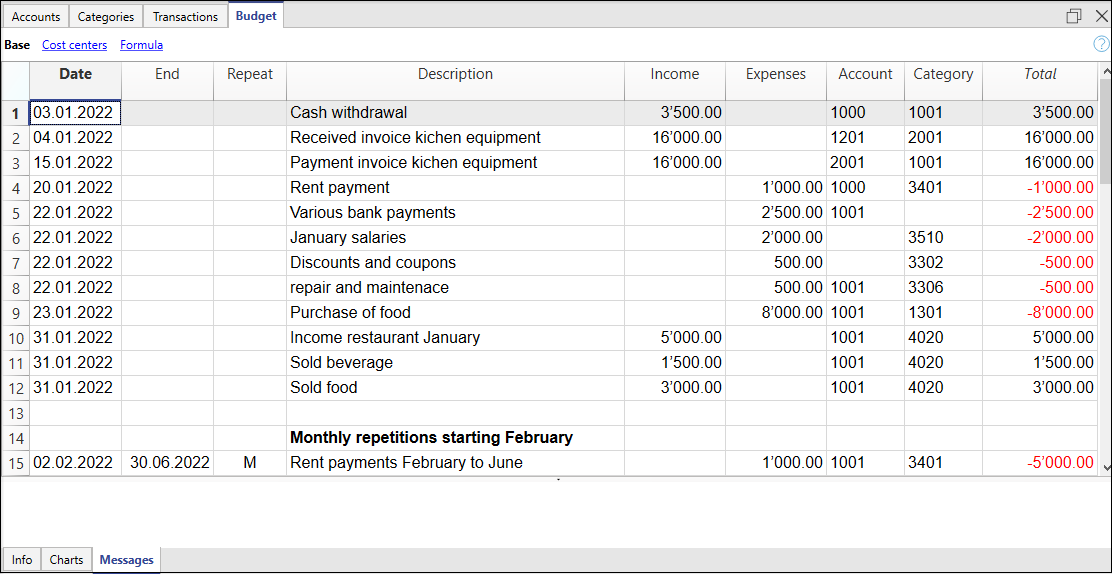 Accounts Categories Transactions Budget
Base Cost centers Formula ?
Date End Repeat Description Income Expenses Account Category Total
1 03.01.2022 Cash withdrawal 3'500.00 1000 1001 3'500.00
2 04.01.2022 Received invoice kichen equipment 16'000.00 1201 2001 16'000.00
3 15.01.2022 Payment invoice kichen equipment 16'000.00 2001 1001 16'000.00
4 20.01.2022 Rent payment 1'000.00 1000 3401 -1'000.00
5 22.01.2022 Various bank payments 2'500.00 1001 -2'500.00
6 22.01.2022 January salaries 2'000.00 3510 -2'000.00
7 22.01.2022 Discounts and coupons 500.00 3302 -500.00
8 22.01.2022 repair and maintenace 500.00 1001 3306 -500.00
9 23.01.2022 Purchase of food 8'000.00 1001 1301 -8'000.00
10 31.01.2022 Income restaurant January 5'000.00 1001 4020 5'000.00
11 31.01.2022 Sold beverage 1'500.00 1001 4020 1'500.00
12 31.01.2022 Sold food 3'000.00 1001 4020 3'000.00
13
14 Monthly repetitions starting February
15 02.02.2022 30.06.2022 M Rent payments February to June 1'000.00 1001 3401 -5'000.00
Info Charts Messages